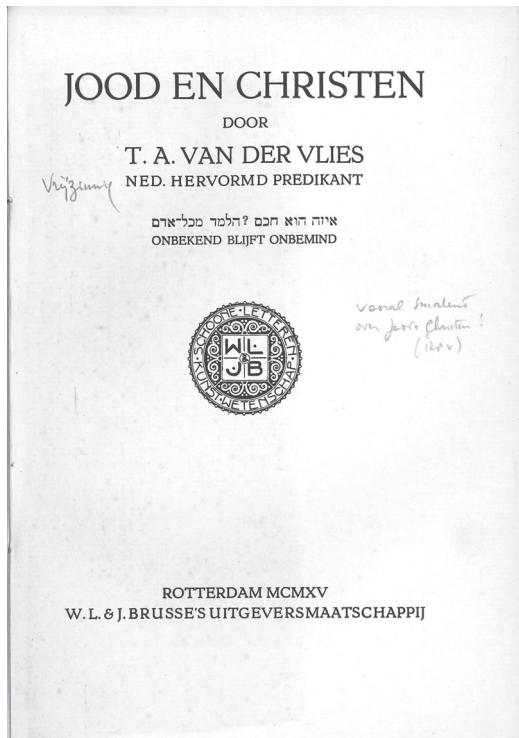 JOOD EN CHRISTEN
DOOR
T. A. VAN DER VLIES
Vrijzinnig
NED. HERVORMD PREDIKANT
איזה הוא חכם ? הלמד מכל־אדם
ONBEKEND BLIJFT ONBEMIND
vooral smalend
over Joodse Christen!
SCHOONE · LETTEREN · KUNST · WETENSCHAP ·
W L
&
J B
ROTTERDAM MCMXV
W. L. & J. BRUSSE'S UITGEVERSMAATSCHAPPIJ